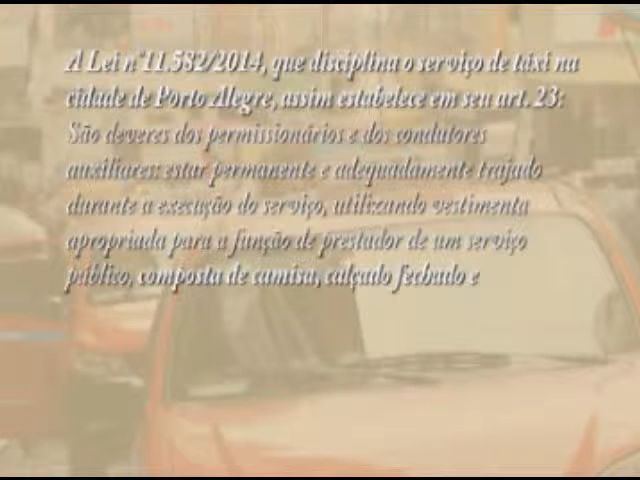 A Lei nº11.582/2014, que disciplina o serviço de táxi na
cidade de Porto Alegre, assim estabelece em seu art. 23:
São deveres dos permissionários e dos condutores
auxiliares: estar permanente e adequadamente trajado
durante a execução do serviço, utilizando vestimenta
apropriada para a função de prestador de um serviço
público, composta de camisa, calçado fechado e